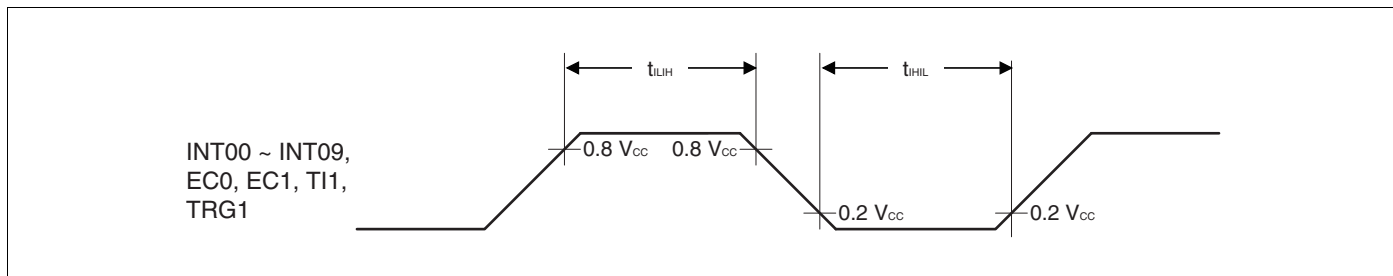 tILIH tIHIL
INT00 ~ INT09,
EC0, EC1, TI1,
TRG1
0.8 VCC 0.8 VCC
0.2 VCC 0.2 VCC